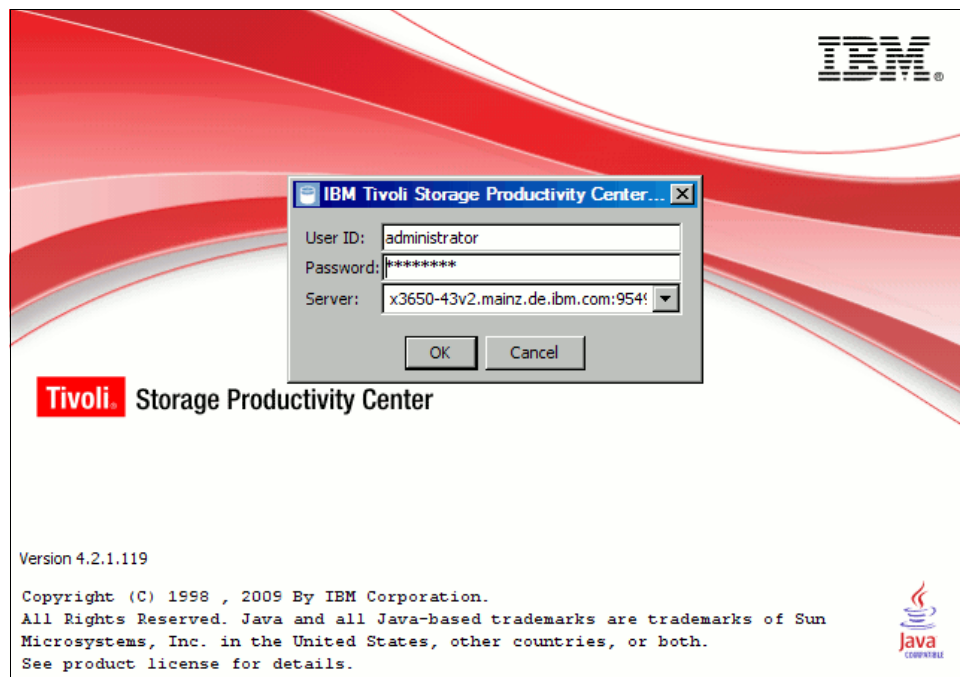 IBM®
IBM Tivoli Storage Productivity Center...
User ID: administrator
Password: ********
Server: x3650-43v2.mainz.de.ibm.com:9549
OK Cancel
Tivoli® Storage Productivity Center
Version 4.2.1.119
Copyright (C) 1998 , 2009 By IBM Corporation.
All Rights Reserved. Java and all Java-based trademarks are trademarks of Sun
Microsystems, Inc. in the United States, other countries, or both.
See product license for details.
Java
COMPATIBLE